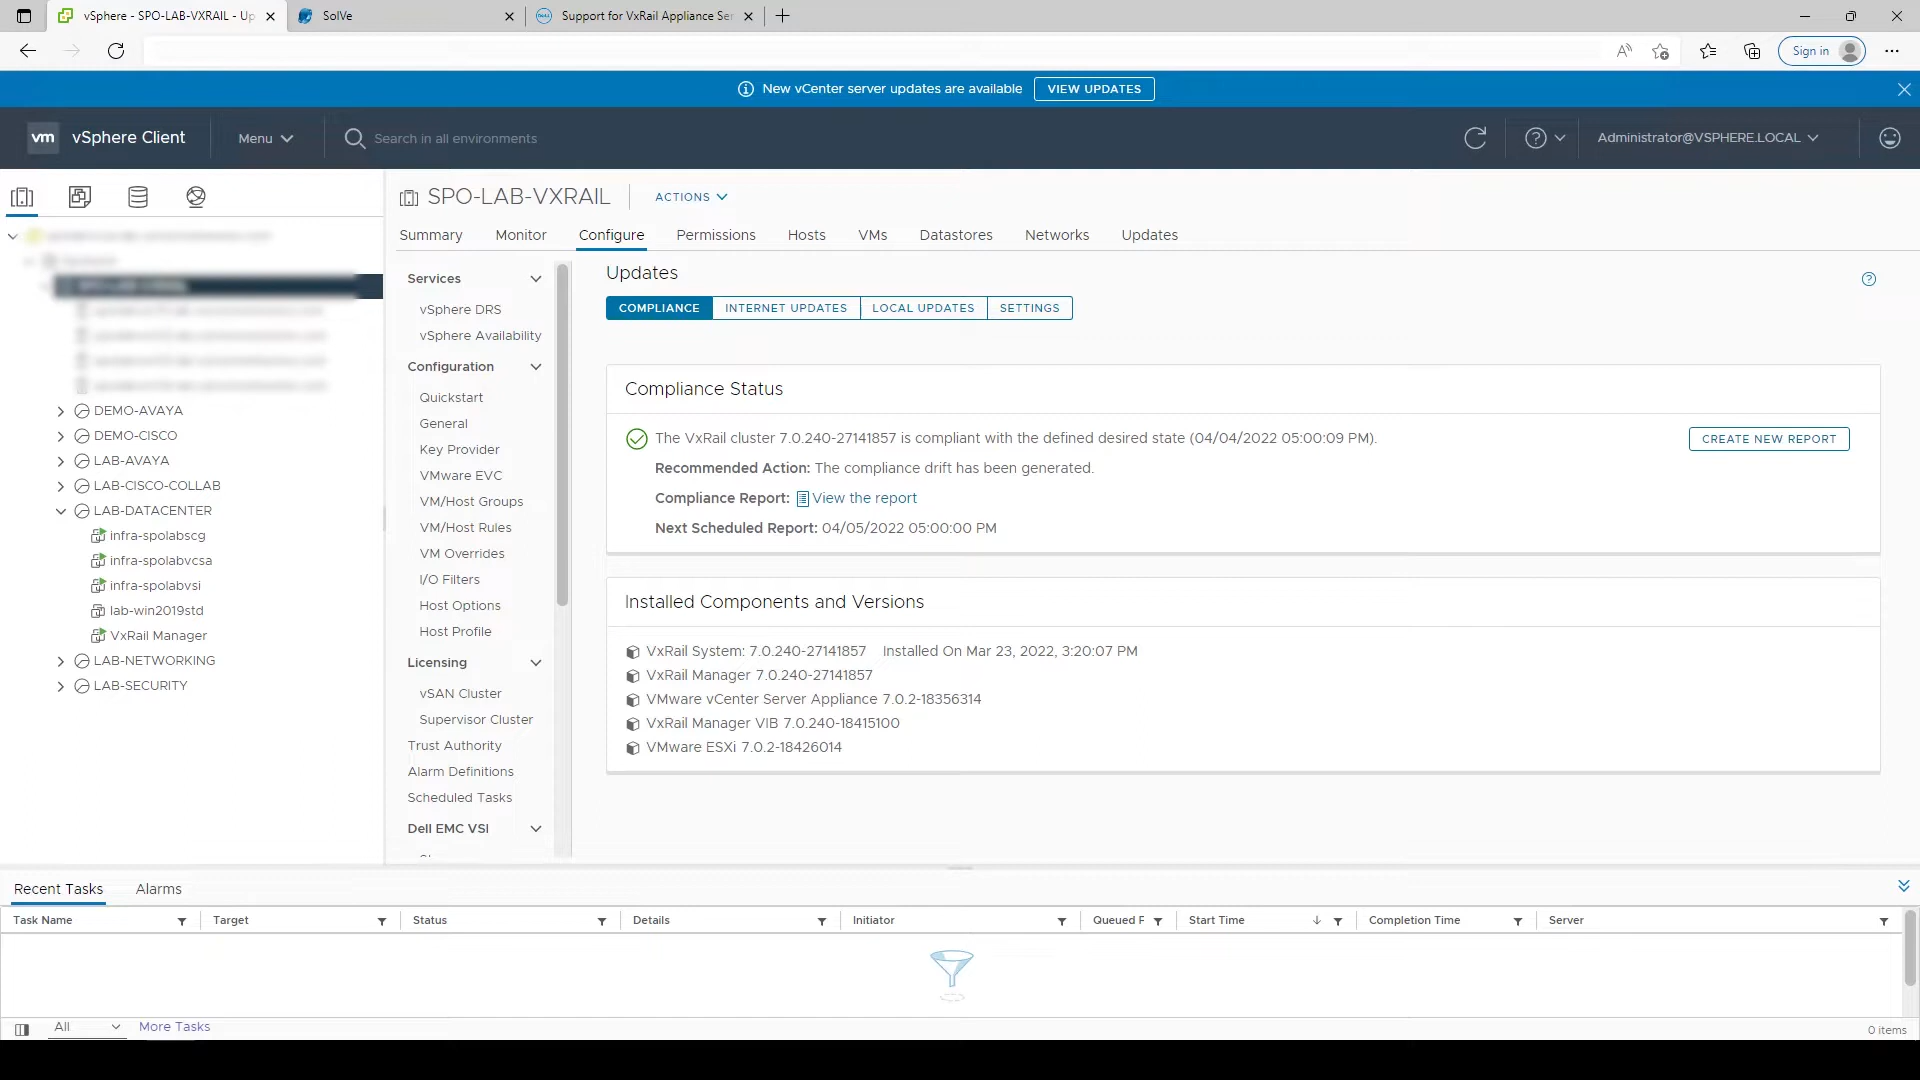 vSphere - SPO-LAB-VXRAIL - Up
SolVe
Support for VxRail Appliance Ser
Sign in
New vCenter server updates are available
VIEW UPDATES
vm vSphere Client
Menu
Search in all environments
Administrator@VSPHERE.LOCAL
SPO-LAB-VXRAIL
ACTIONS
Summary
Monitor
Configure
Permissions
Hosts
VMs
Datastores
Networks
Updates
DEMO-AVAYA
DEMO-CISCO
LAB-AVAYA
LAB-CISCO-COLLAB
LAB-DATACENTER
infra-spolabscg
infra-spolabvcsa
infra-spolabvsi
lab-win2019std
VxRail Manager
LAB-NETWORKING
LAB-SECURITY
Services
vSphere DRS
vSphere Availability
Configuration
Quickstart
General
Key Provider
VMware EVC
VM/Host Groups
VM/Host Rules
VM Overrides
I/O Filters
Host Options
Host Profile
Licensing
vSAN Cluster
Supervisor Cluster
Trust Authority
Alarm Definitions
Scheduled Tasks
Dell EMC VSI
Updates
COMPLIANCE
INTERNET UPDATES
LOCAL UPDATES
SETTINGS
Compliance Status
The VxRail cluster 7.0.240-27141857 is compliant with the defined desired state (04/04/2022 05:00:09 PM).
CREATE NEW REPORT
Recommended Action: The compliance drift has been generated.
Compliance Report: View the report
Next Scheduled Report: 04/05/2022 05:00:00 PM
Installed Components and Versions
VxRail System: 7.0.240-27141857 Installed On Mar 23, 2022, 3:20:07 PM
VxRail Manager 7.0.240-27141857
VMware vCenter Server Appliance 7.0.2-18356314
VxRail Manager VIB 7.0.240-18415100
VMware ESXi 7.0.2-18426014
Recent Tasks
Alarms
Task Name
Target
Status
Details
Initiator
Queued F
Start Time
Completion Time
Server
All
More Tasks
0 items